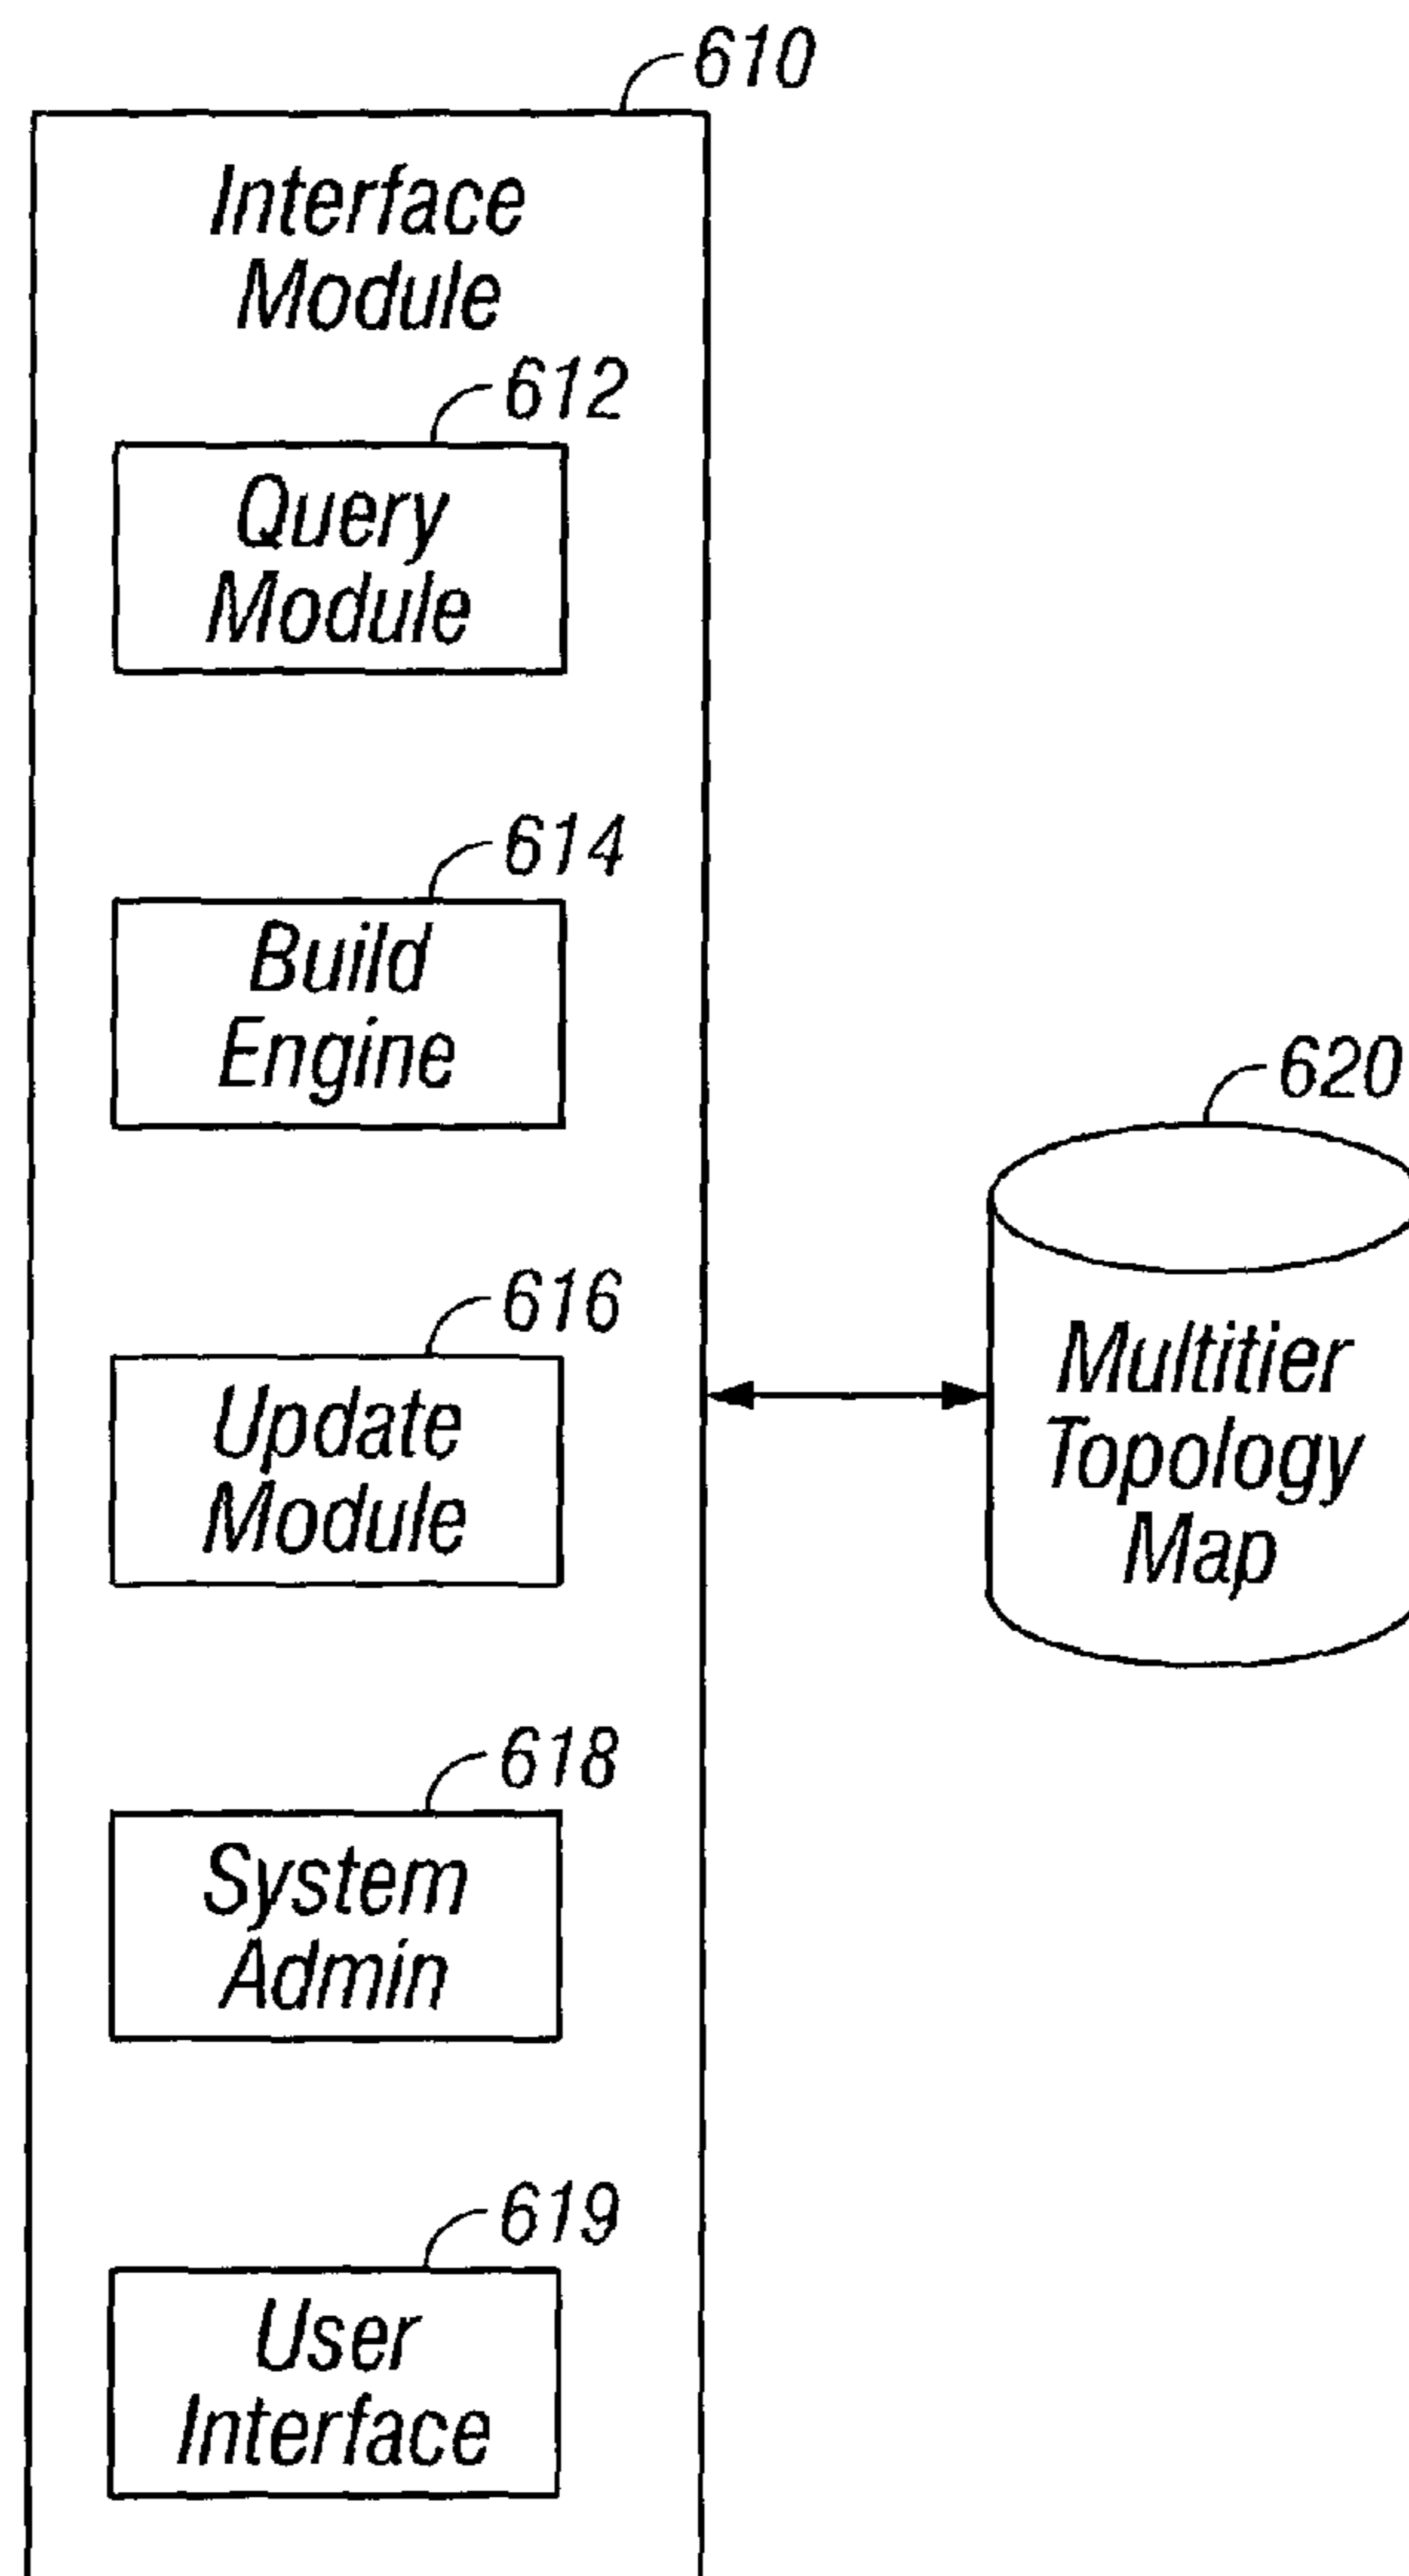 610
Interface
Module
612
Query
Module
614
Build
Engine
620
616
Multitier
Topology
Map
Update
Module
618
System
Admin
619
User
Interface